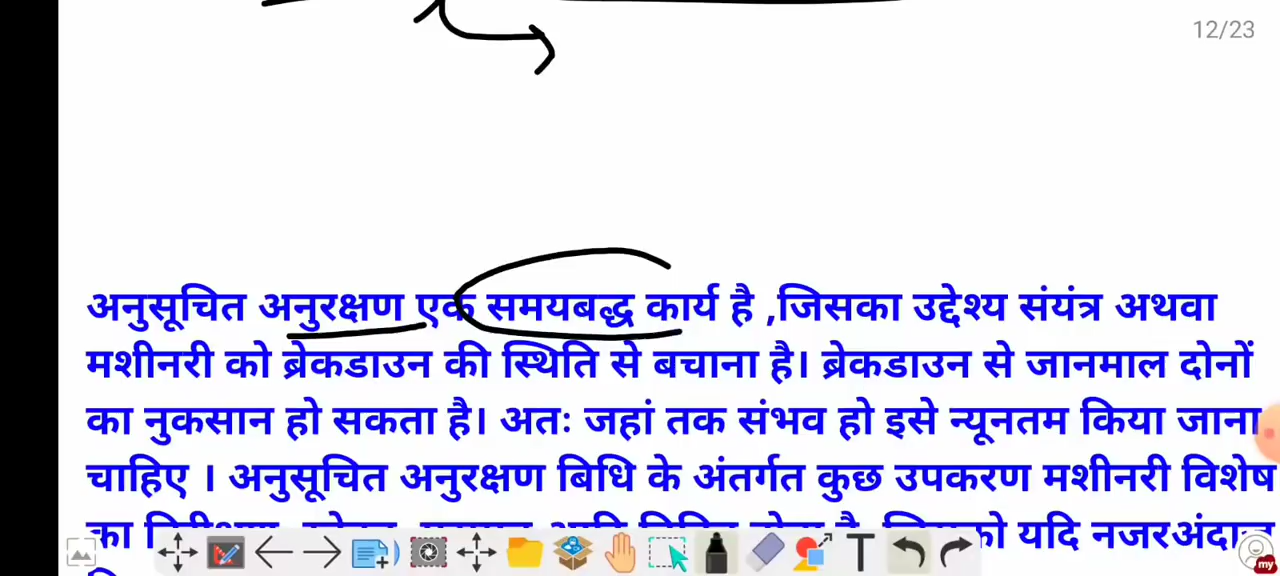 12/23
अनुसूचित अनुरक्षण एक समयबद्ध कार्य है ,जिसका उद्देश्य संयंत्र अथवा
मशीनरी को ब्रेकडाउन की स्थिति से बचाना है। ब्रेकडाउन से जानमाल दोनों
का नुकसान हो सकता है। अतः जहां तक संभव हो इसे न्यूनतम किया जाना
चाहिए । अनुसूचित अनुरक्षण बिधि के अंतर्गत कुछ उपकरण मशीनरी विशेष
का यदि नजरअंदाज
T
my